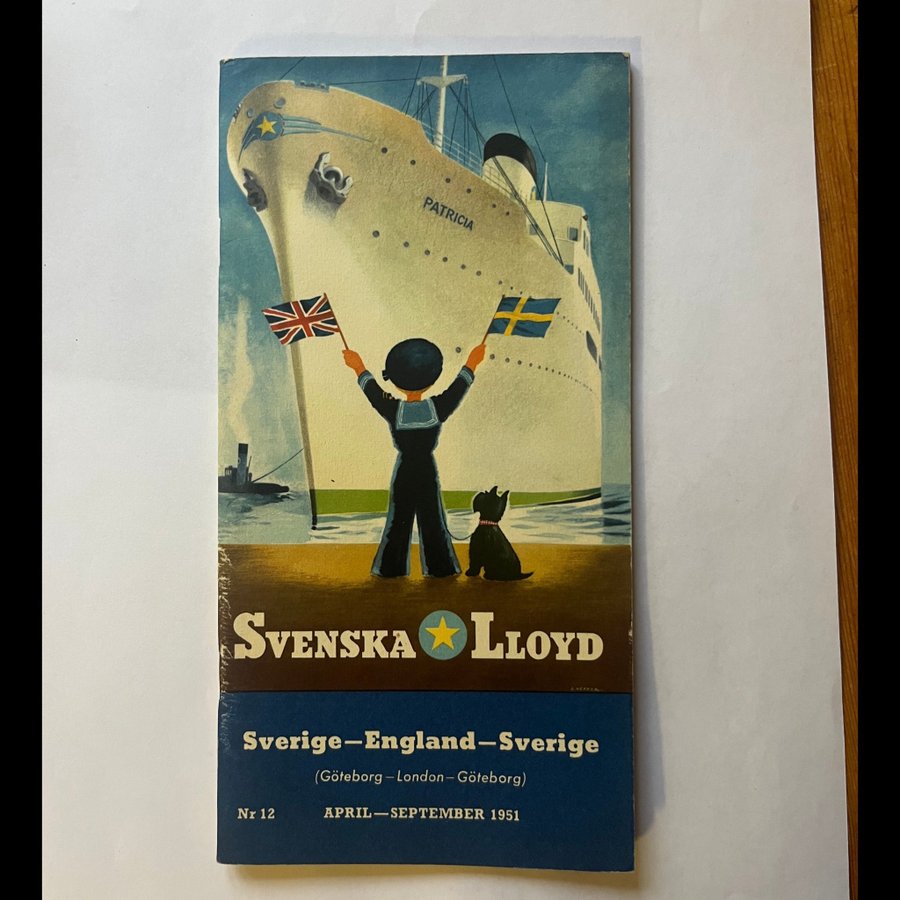 PATRICIA
SVENSKA LLOYD
Sverige—England—Sverige
(Göteborg—London—Göteborg)
Nr 12 APRIL—SEPTEMBER 1951